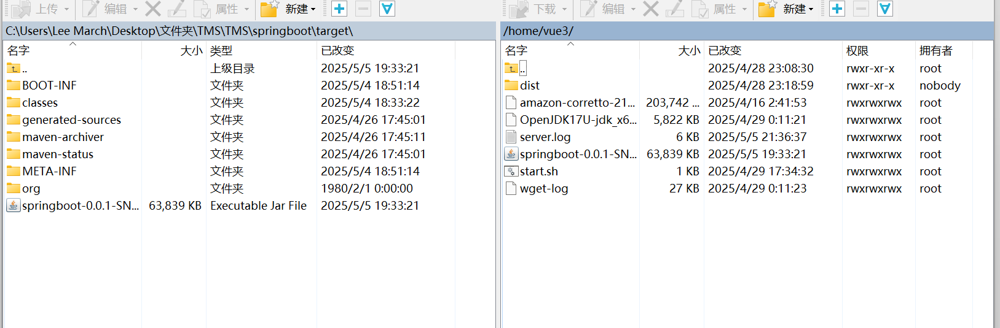 上传 编辑 属性 新建
C:\Users\Lee March\Desktop\文件夹\TMS\TMS\springboot\target\
名字 大小 类型 已改变
.. 上级目录 2025/5/5 19:33:21
BOOT-INF 文件夹 2025/5/4 18:51:14
classes 文件夹 2025/5/4 18:33:22
generated-sources 文件夹 2025/4/26 17:45:01
maven-archiver 文件夹 2025/4/26 17:45:11
maven-status 文件夹 2025/4/26 17:45:01
META-INF 文件夹 2025/5/4 18:51:14
org 文件夹 1980/2/1 0:00:00
springboot-0.0.1-SN... 63,839 KB Executable Jar File 2025/5/5 19:33:21
下载 编辑 属性 新建
/home/vue3/
名字 大小 已改变 权限 拥有者
.. 2025/4/28 23:08:30 rwxr-xr-x root
dist 2025/4/28 23:18:59 rwxr-xr-x nobody
amazon-corretto-21... 203,742 ... 2025/4/16 2:41:53 rwxrwxrwx root
OpenJDK17U-jdk_x6... 5,822 KB 2025/4/29 0:11:21 rwxrwxrwx root
server.log 6 KB 2025/5/5 21:36:37 rwxrwxrwx root
springboot-0.0.1-SN... 63,839 KB 2025/5/5 19:33:21 rwxrwxrwx root
start.sh 1 KB 2025/4/29 17:34:32 rwxrwxrwx root
wget-log 27 KB 2025/4/29 0:11:23 rwxrwxrwx root